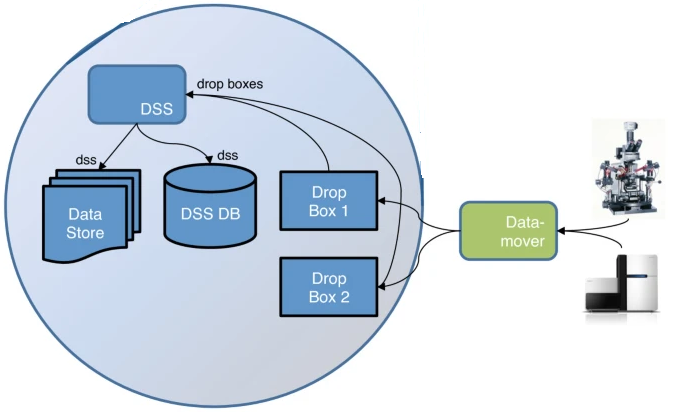 drop boxes
DSS
dss
dss
Data
Store
DSS DB
Drop
Box 1
Data-
mover
Drop
Box 2